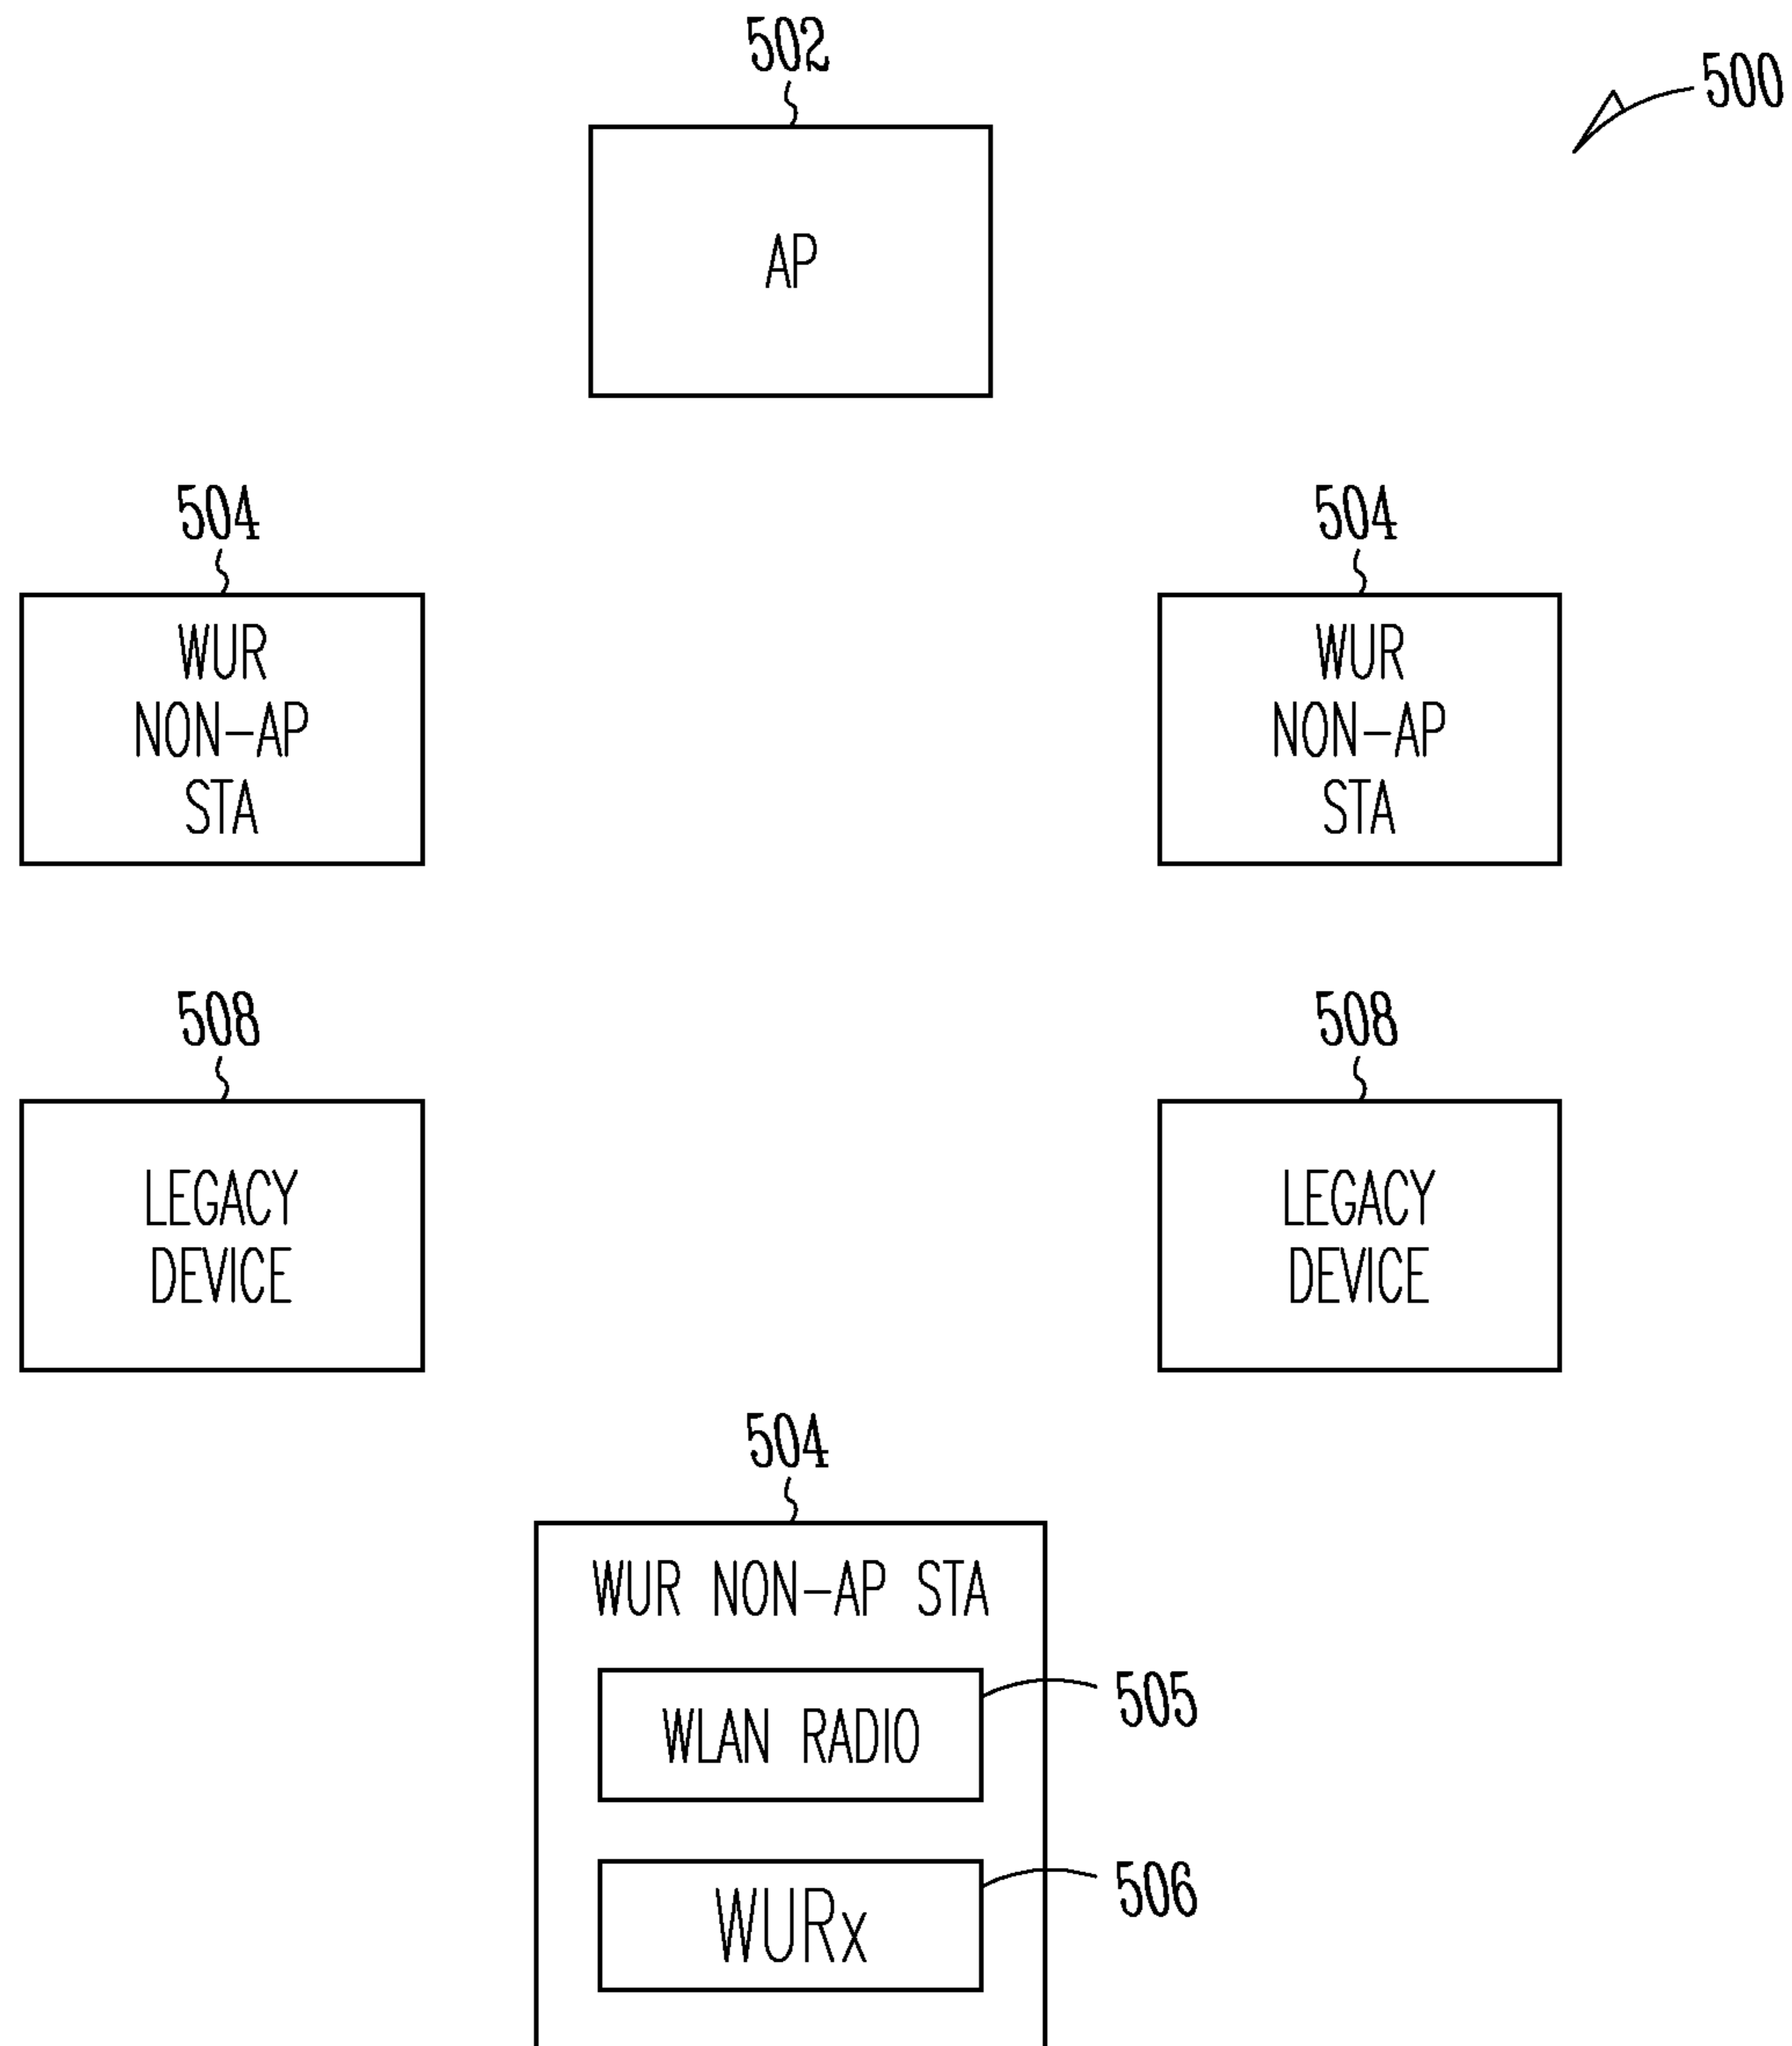 502
500
AP
504
WUR
NON-AP
STA
504
WUR
NON-AP
STA
508
LEGACY
DEVICE
508
LEGACY
DEVICE
504
WUR NON-AP STA
WLAN RADIO
505
WURx
506